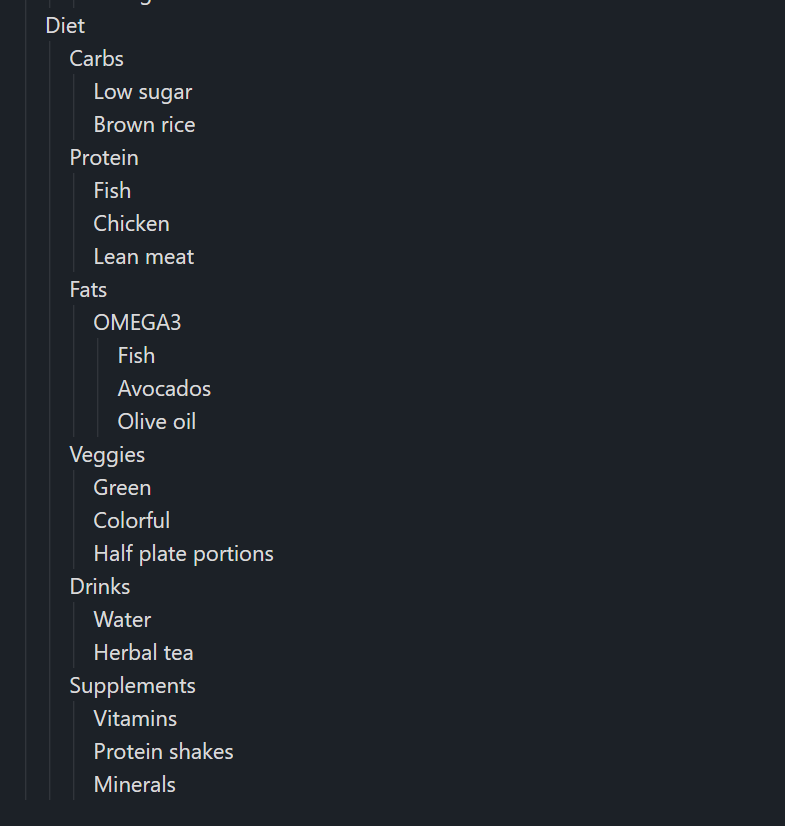 Diet
Carbs
Low sugar
Brown rice
Protein
Fish
Chicken
Lean meat
Fats
OMEGA3
Fish
Avocados
Olive oil
Veggies
Green
Colorful
Half plate portions
Drinks
Water
Herbal tea
Supplements
Vitamins
Protein shakes
Minerals